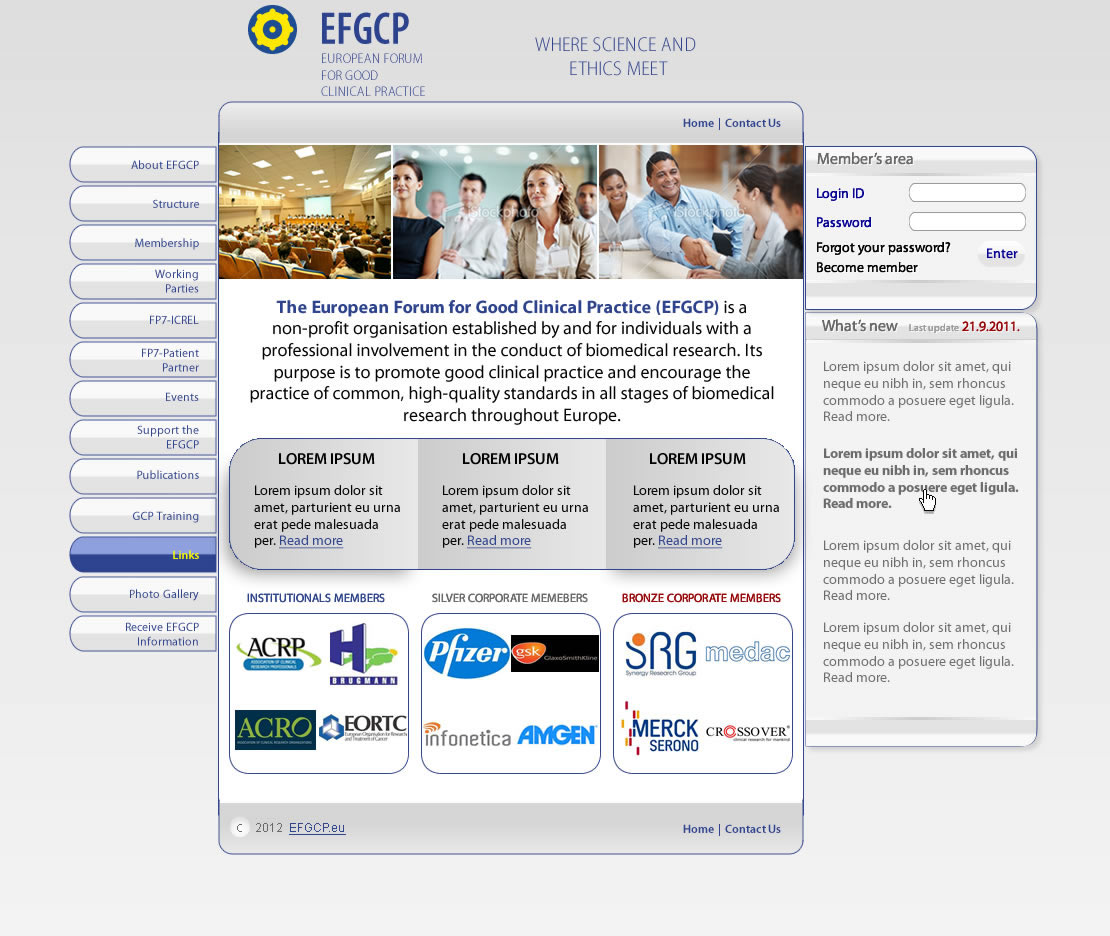 EFGCP
EUROPEAN FORUM
FOR GOOD
CLINICAL PRACTICE
WHERE SCIENCE AND
ETHICS MEET
Home | Contact Us
About EFGCP
Structure
Membership
Working
Parties
FP7-ICREL
FP7-Patient
Partner
Events
Support the
EFGCP
Publications
GCP Training
Links
Photo Gallery
Receive EFGCP
Information
iStockphoto
iStockphoto
The European Forum for Good Clinical Practice (EFGCP) is a
non-profit organisation established by and for individuals with a
professional involvement in the conduct of biomedical research. Its
purpose is to promote good clinical practice and encourage the
practice of common, high-quality standards in all stages of biomedical
research throughout Europe.
LOREM IPSUM
Lorem ipsum dolor sit
amet, parturient eu urna
erat pede malesuada
per. Read more
LOREM IPSUM
Lorem ipsum dolor sit
amet, parturient eu urna
erat pede malesuada
per. Read more
LOREM IPSUM
Lorem ipsum dolor sit
amet, parturient eu urna
erat pede malesuada
per. Read more
INSTITUTIONALS MEMBERS
ACRP
ASSOCIATION OF CLINICAL
RESEARCH PROFESSIONALS
BRUGMANN
ACRO
ASSOCIATION OF CLINICAL RESEARCH ORGANIZATIONS
EORTC
European Organisation for Research
and Treatment of Cancer
SILVER CORPORATE MEMEBERS
Pfizer
gsk GlaxoSmithKline
infonetica
AMGEN
BRONZE CORPORATE MEMBERS
SRG
Synergy Research Group
medac
MERCK
SERONO
CROSSOVER
clinical research for mankind
Member's area
Login ID
Password
Forgot your password?
Become member
Enter
What's new Last update 21.9.2011.
Lorem ipsum dolor sit amet, qui
neque eu nibh in, sem rhoncus
commodo a posuere eget ligula.
Read more.
Lorem ipsum dolor sit amet, qui
neque eu nibh in, sem rhoncus
commodo a posuere eget ligula.
Read more.
Lorem ipsum dolor sit amet, qui
neque eu nibh in, sem rhoncus
commodo a posuere eget ligula.
Read more.
Lorem ipsum dolor sit amet, qui
neque eu nibh in, sem rhoncus
commodo a posuere eget ligula.
Read more.
C 2012 EFGCP.eu
Home | Contact Us